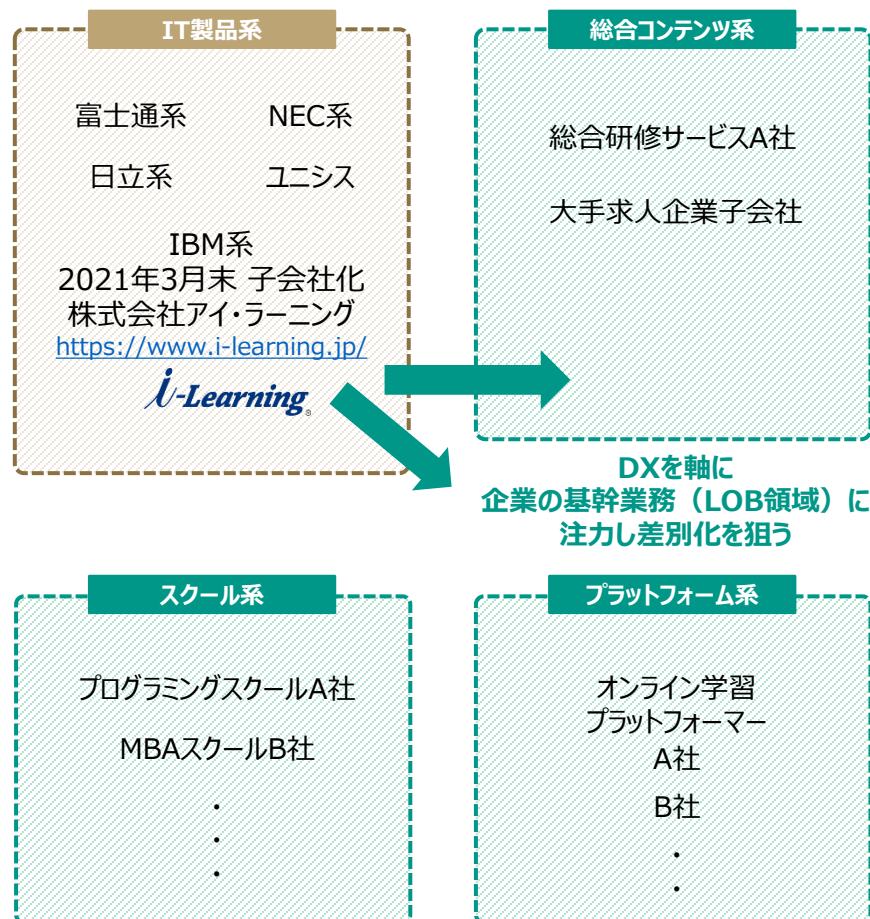 IT製品系
富士通系 NEC系
日立系 ユニシス
IBM系
2021年3月末 子会社化
株式会社アイ・ラーニング
https://www.i-learning.jp/
i-Learning®
総合コンテンツ系
総合研修サービスA社
大手求人企業子会社
DXを軸に
企業の基幹業務（LOB領域）に
注力し差別化を狙う
スクール系
プログラミングスクールA社
MBAスクールB社
・
・
・
プラットフォーム系
オンライン学習
プラットフォーマー
A社
B社
・
・